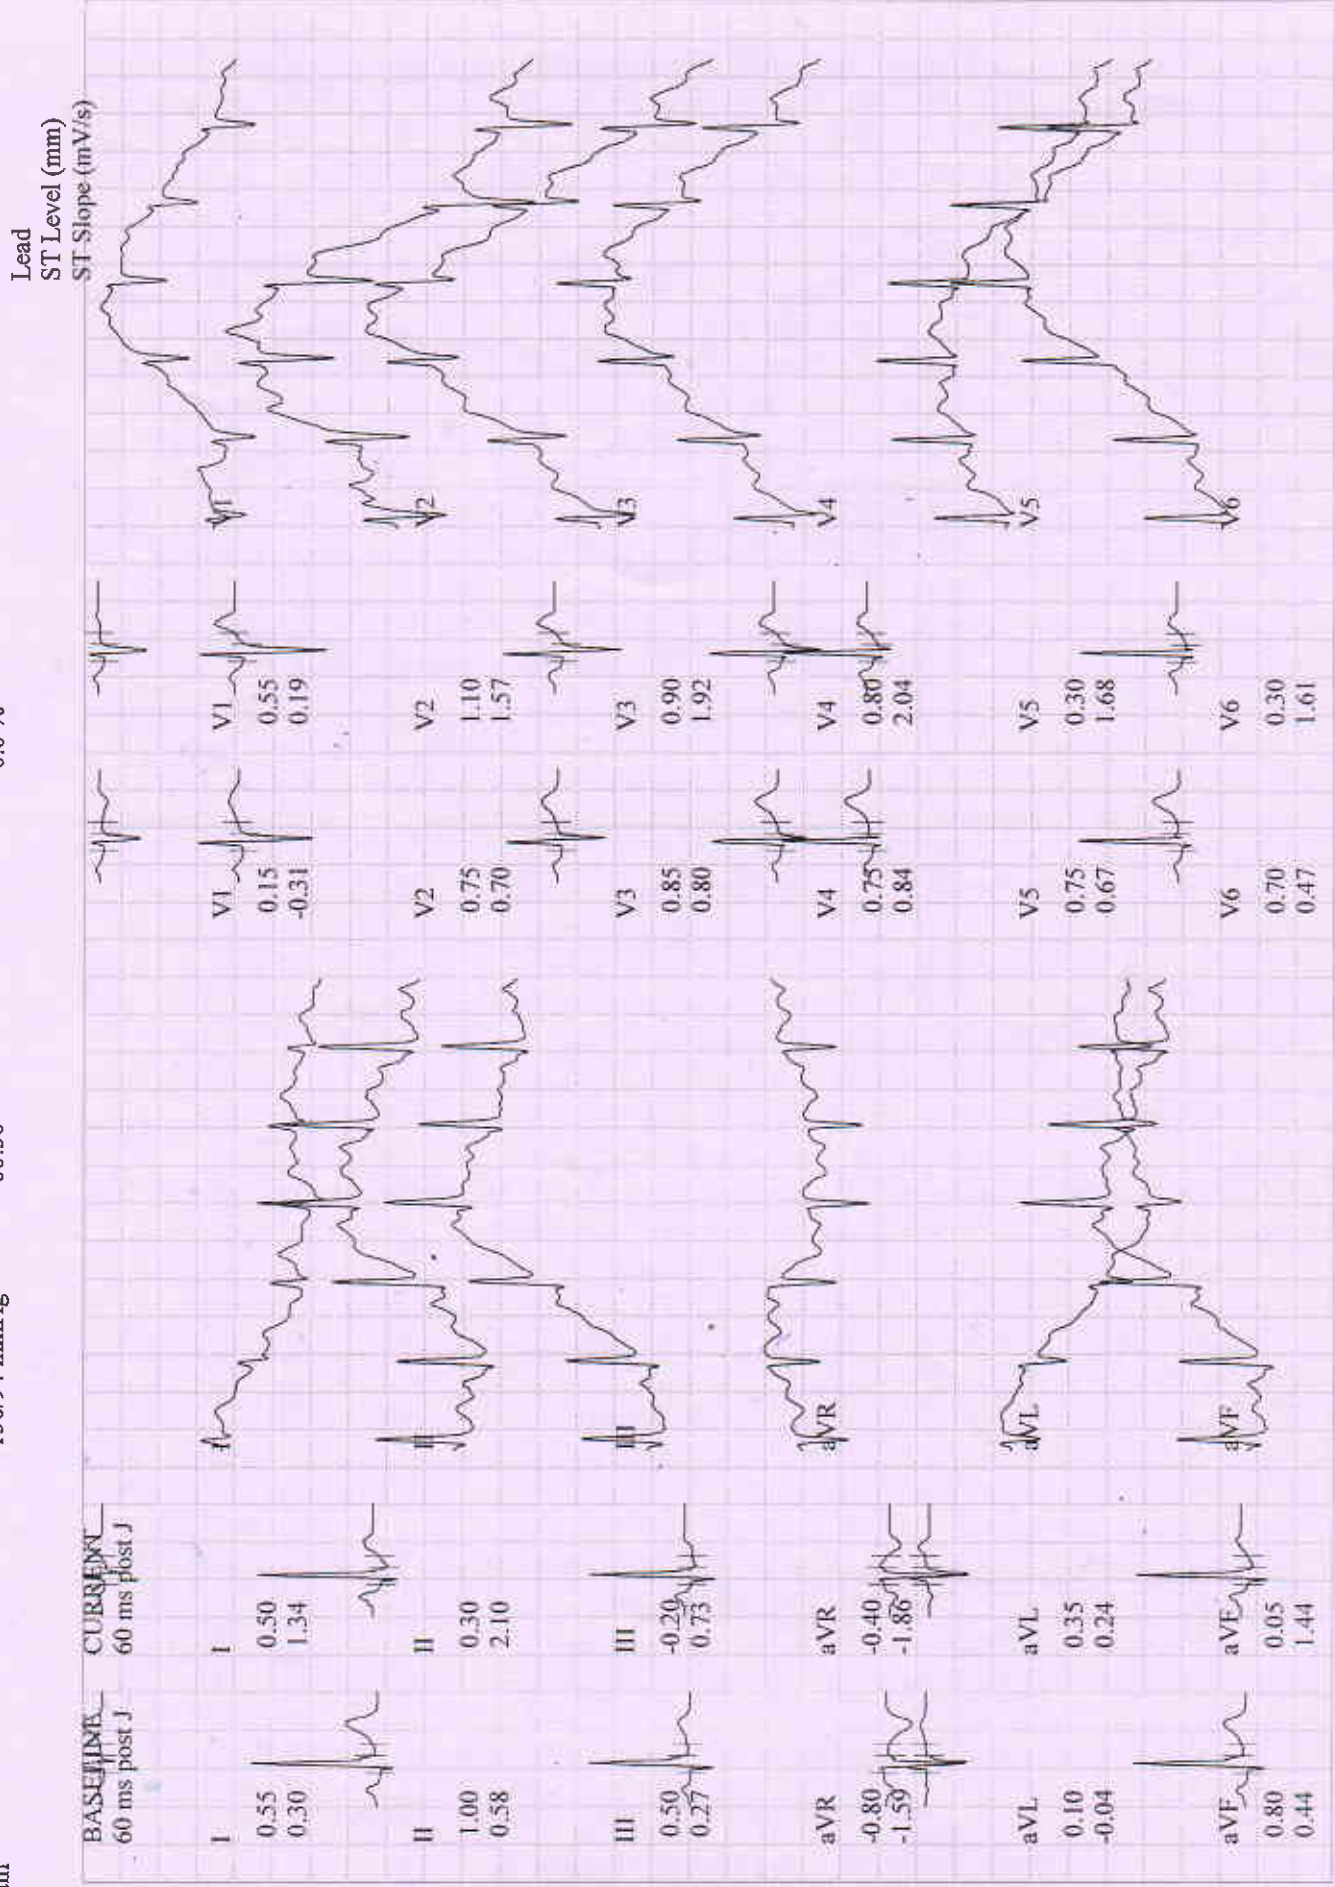 Lead
ST Level (mm)
ST Slope (mV/s)
BASELINE
60 ms post J
I
0.55
0.30
II
1.00
0.58
III
0.50
0.27
aVR
-0.80
-1.59
aVL
0.10
-0.04
aVF
0.80
0.44
CURRENT
60 ms post J
I
0.50
1.34
II
0.30
2.10
III
-0.20
0.73
aVR
-0.40
-1.86
aVL
0.35
0.24
aVF
0.05
1.44
II
III
aVR
aVL
aVF
V1
0.15
-0.31
V2
0.75
0.70
V3
0.85
0.80
V4
0.75
0.84
V5
0.75
0.67
V6
0.70
0.47
V1
0.55
0.19
V2
1.10
1.57
V3
0.90
1.92
V4
0.80
2.04
V5
0.30
1.68
V6
0.30
1.61
V1
V2
V3
V4
V5
V6